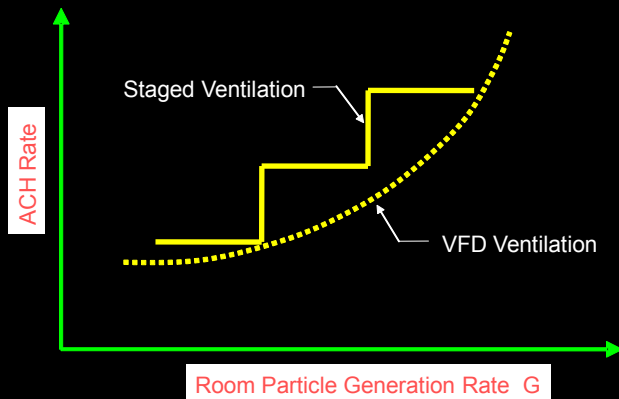 Staged Ventilation
ACH Rate
VFD Ventilation
Room Particle Generation Rate G